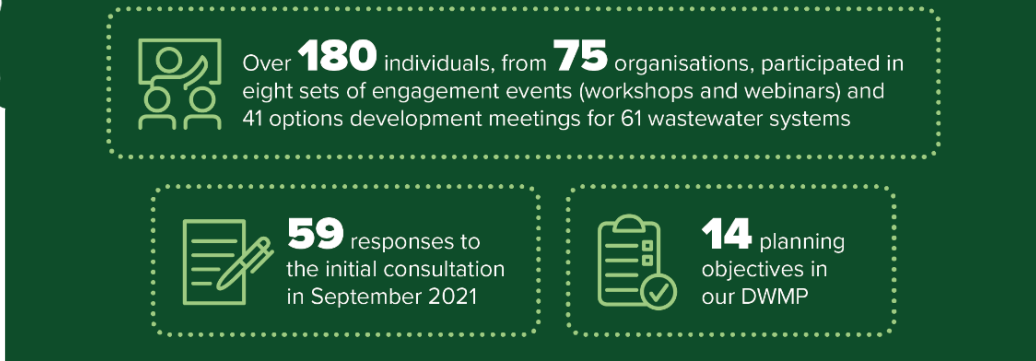 Over 180 individuals, from 75 organisations, participated in
eight sets of engagement events (workshops and webinars) and
41 options development meetings for 61 wastewater systems
59 responses to
the initial consultation
in September 2021
14 planning
objectives in
our DWMP